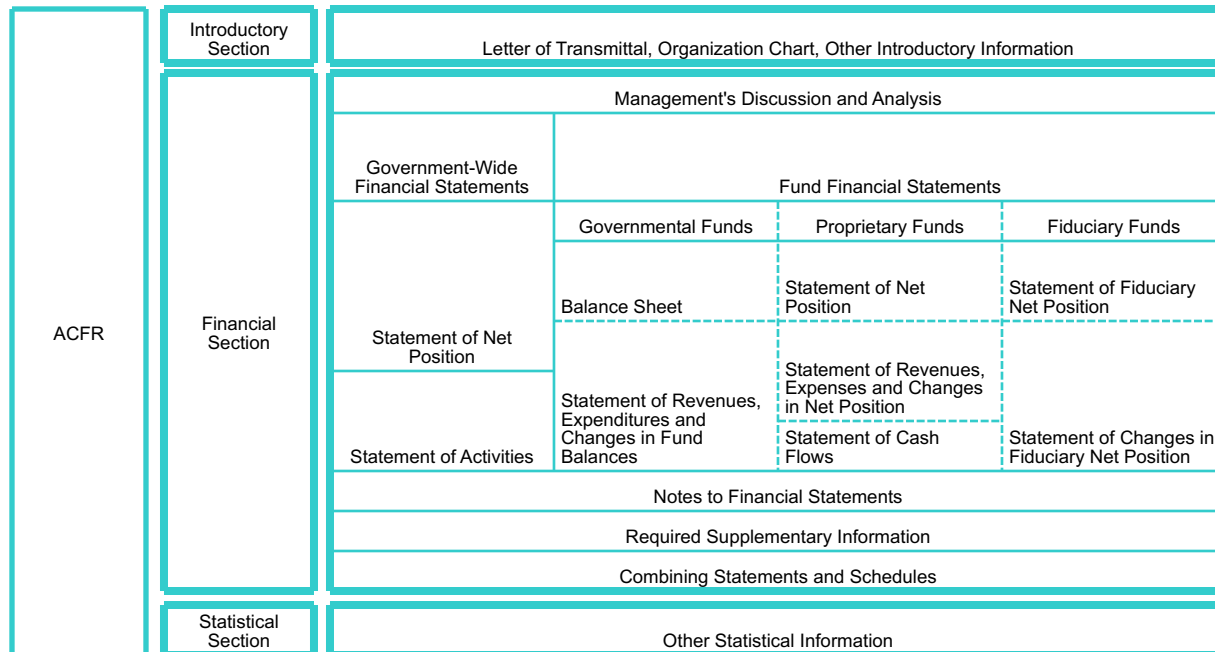 Introductory
Section
Letter of Transmittal, Organization Chart, Other Introductory Information
ACFR
Financial
Section
Management's Discussion and Analysis
Government-Wide
Financial Statements
Fund Financial Statements
Governmental Funds
Proprietary Funds
Fiduciary Funds
Statement of Net
Position
Balance Sheet
Statement of Net
Position
Statement of Fiduciary
Net Position
Statement of Activities
Statement of Revenues,
Expenditures and
Changes in Fund
Balances
Statement of Revenues,
Expenses and Changes
in Net Position
Statement of Cash
Flows
Statement of Changes in
Fiduciary Net Position
Notes to Financial Statements
Required Supplementary Information
Combining Statements and Schedules
Statistical
Section
Other Statistical Information